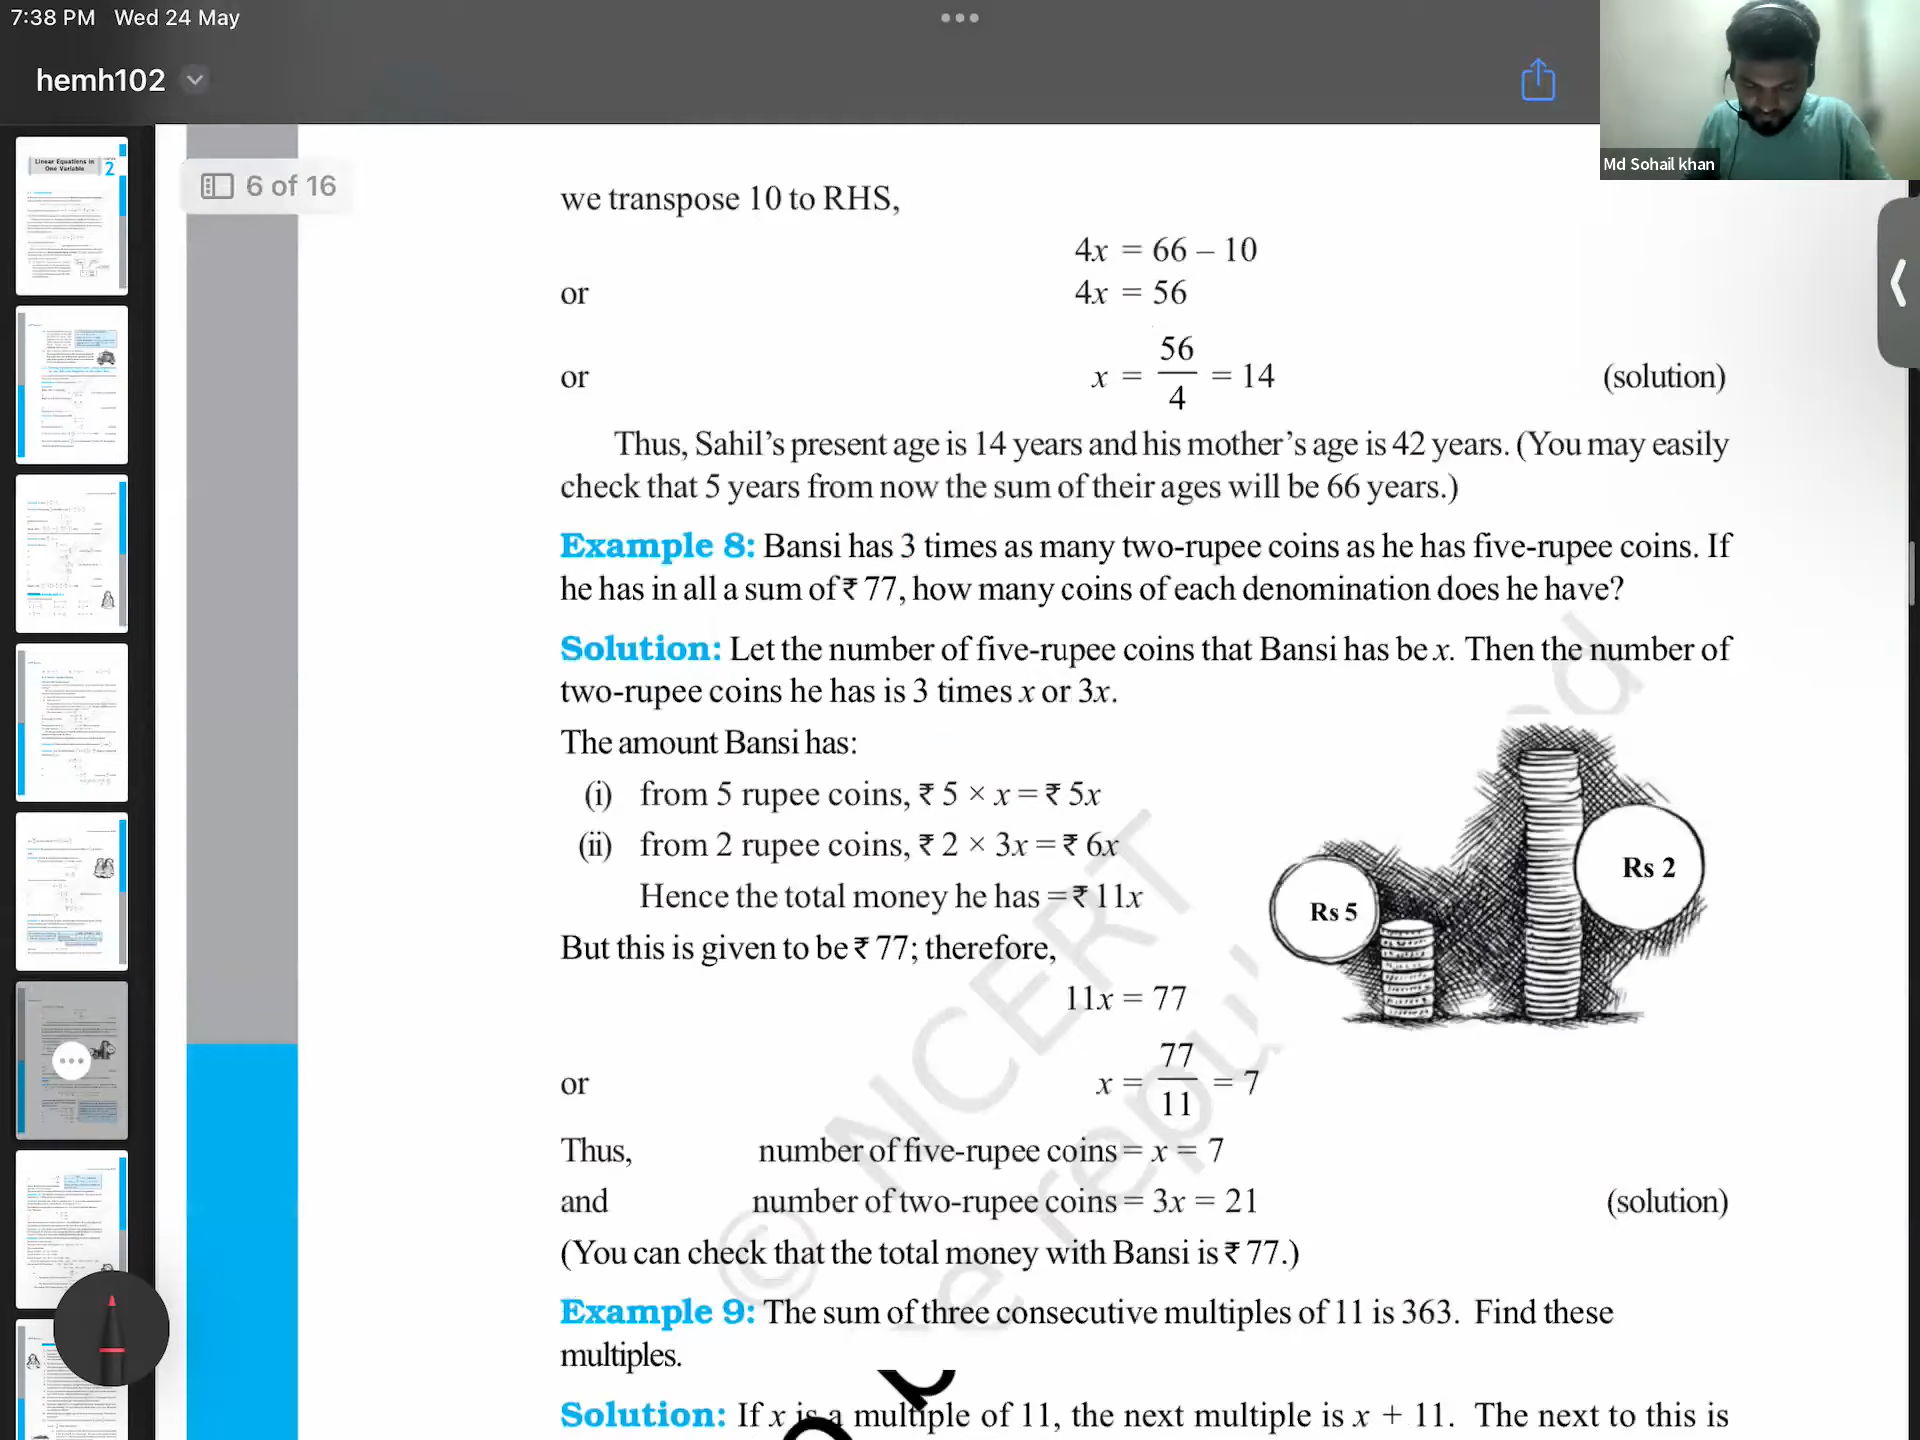 7:38 PM Wed 24 May
hemh102
Md Sohail khan
Linear Equations in One Variable 2
6 of 16
we transpose 10 to RHS,
4x = 66 – 10
or 4x = 56
or x = 56/4 = 14 (solution)
Thus, Sahil's present age is 14 years and his mother's age is 42 years. (You may easily
check that 5 years from now the sum of their ages will be 66 years.)
Example 8: Bansi has 3 times as many two-rupee coins as he has five-rupee coins. If
he has in all a sum of ₹ 77, how many coins of each denomination does he have?
Solution: Let the number of five-rupee coins that Bansi has be x. Then the number of
two-rupee coins he has is 3 times x or 3x.
The amount Bansi has:
(i) from 5 rupee coins, ₹ 5 × x = ₹ 5x
(ii) from 2 rupee coins, ₹ 2 × 3x = ₹ 6x
Hence the total money he has = ₹ 11x
But this is given to be ₹ 77; therefore,
Rs 5
Rs 2
11x = 77
or x = 77/11 = 7
Thus, number of five-rupee coins = x = 7
and number of two-rupee coins = 3x = 21 (solution)
(You can check that the total money with Bansi is ₹ 77.)
Example 9: The sum of three consecutive multiples of 11 is 363. Find these
multiples.
Solution: If x is a multiple of 11, the next multiple is x + 11. The next to this is
© NCERT